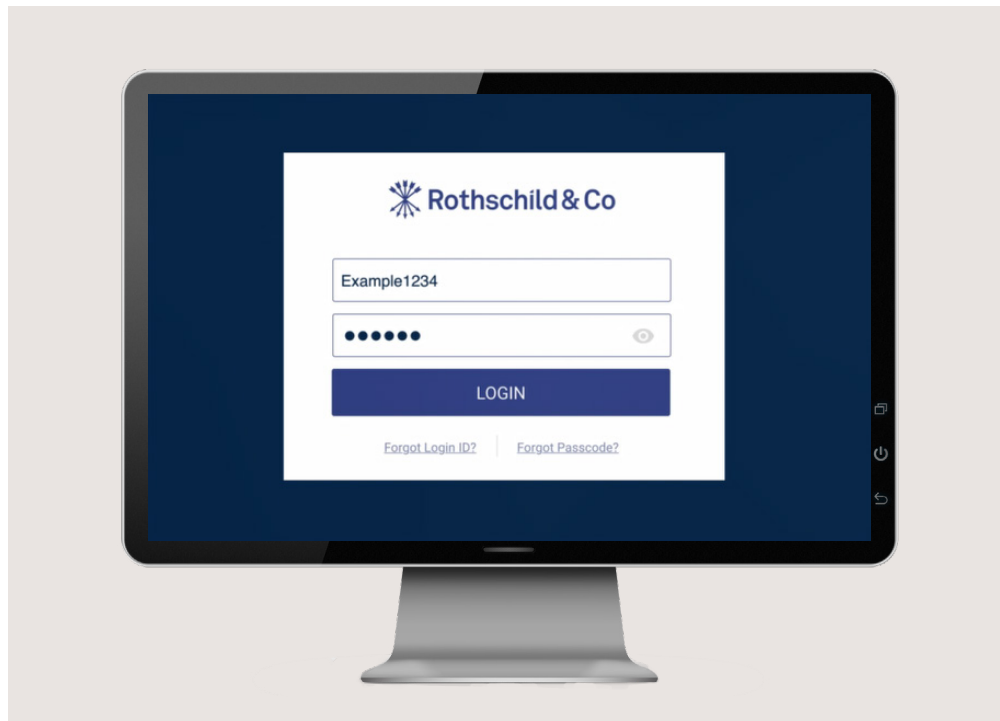 Rothschild & Co
Example1234
●●●●●●
LOGIN
Forgot Login ID? Forgot Passcode?